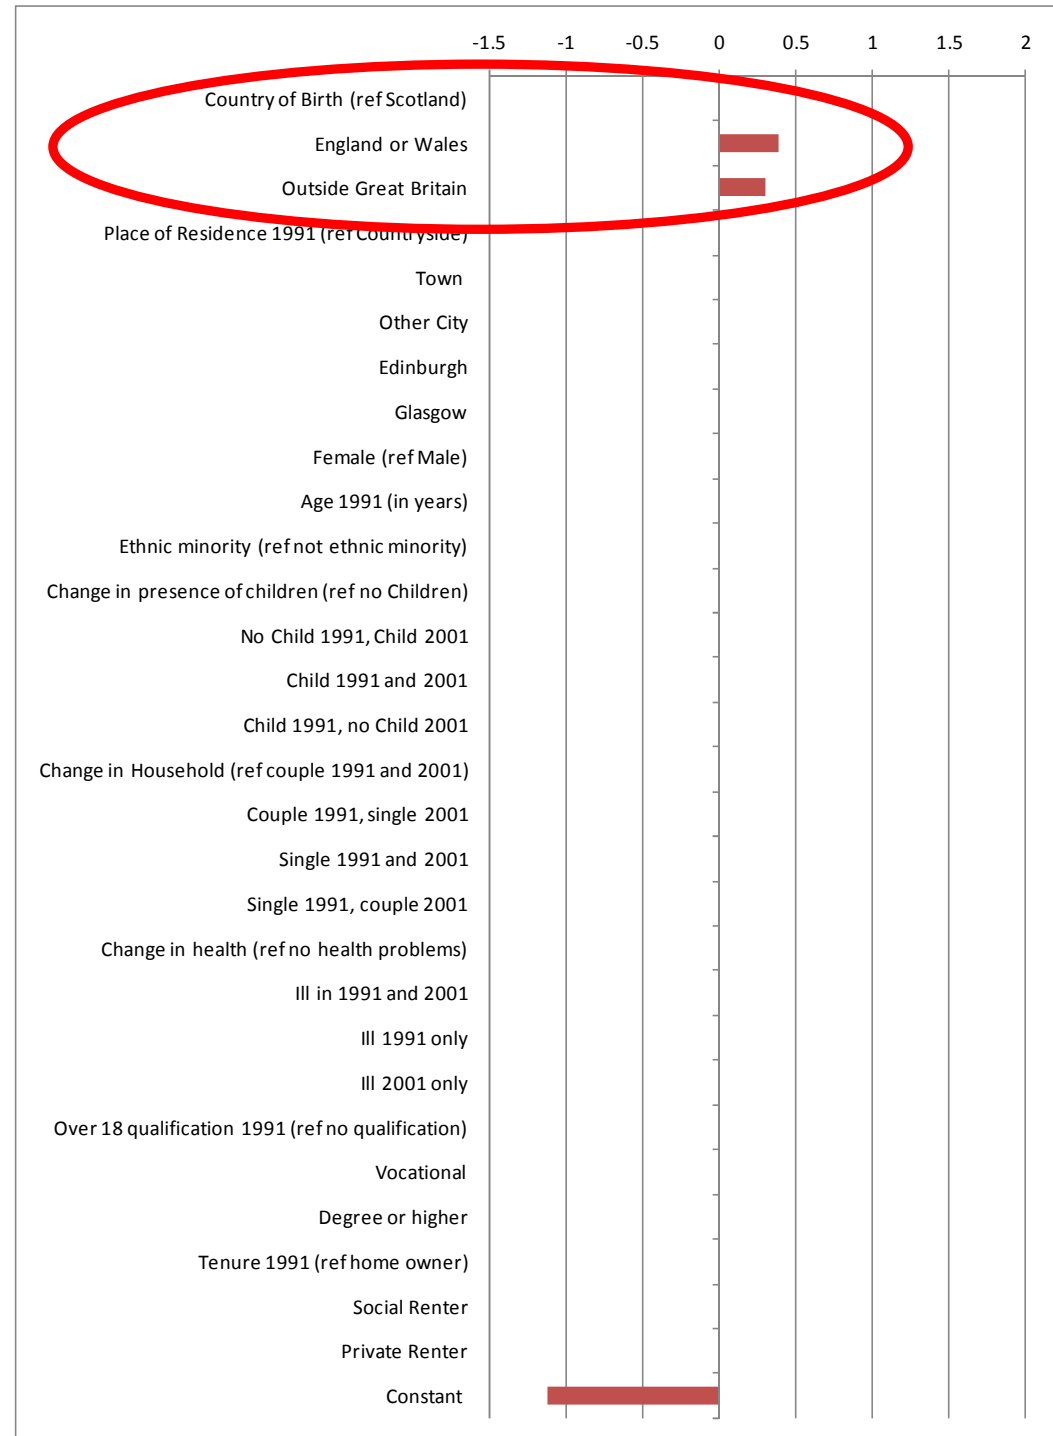 -1.5 -1 -0.5 0 0.5 1 1.5 2
Country of Birth (ref Scotland)
England or Wales
Outside Great Britain
Place of Residence 1991 (ref Countryside)
Town
Other City
Edinburgh
Glasgow
Female (ref Male)
Age 1991 (in years)
Ethnic minority (ref not ethnic minority)
Change in presence of children (ref no Children)
No Child 1991, Child 2001
Child 1991 and 2001
Child 1991, no Child 2001
Change in Household (ref couple 1991 and 2001)
Couple 1991, single 2001
Single 1991 and 2001
Single 1991, couple 2001
Change in health (ref no health problems)
Ill in 1991 and 2001
Ill 1991 only
Ill 2001 only
Over 18 qualification 1991 (ref no qualification)
Vocational
Degree or higher
Tenure 1991 (ref home owner)
Social Renter
Private Renter
Constant